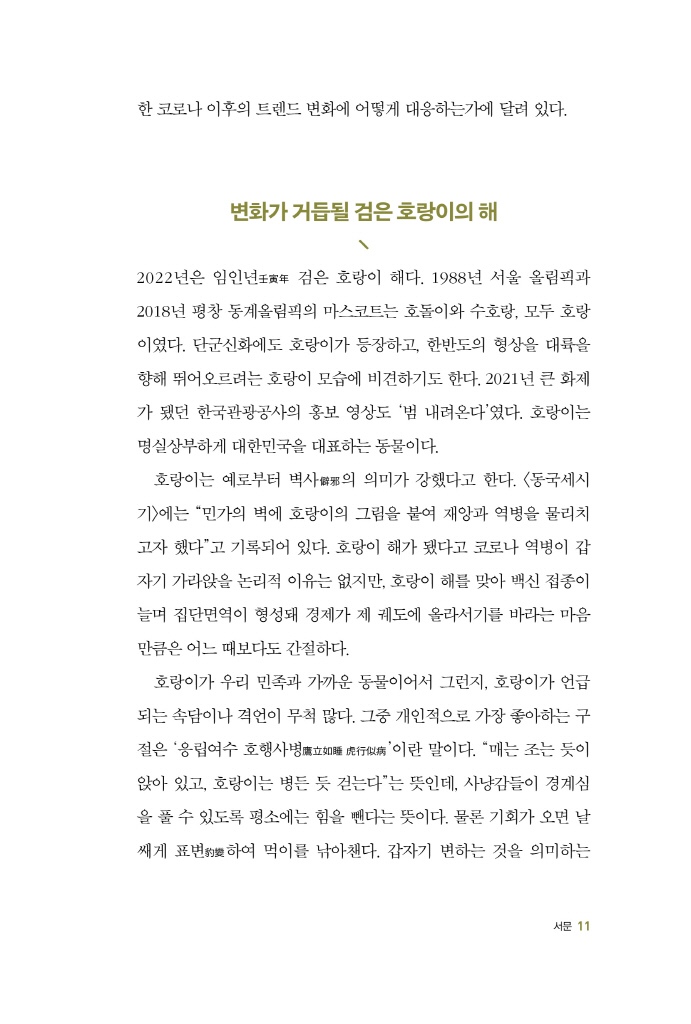 한 코로나 이후의 트렌드 변화에 어떻게 대응하는가에 달려 있다.
변화가 거듭될 검은 호랑이의 해
2022년은 임인년壬寅年 검은 호랑이 해다. 1988년 서울 올림픽과
2018년 평창 동계올림픽의 마스코트는 호돌이와 수호랑, 모두 호랑
이였다. 단군신화에도 호랑이가 등장하고, 한반도의 형상을 대륙을
향해 뛰어오르려는 호랑이 모습에 비견하기도 한다. 2021년 큰 화제
가 됐던 한국관광공사의 홍보 영상도 ‘범 내려온다’였다. 호랑이는
명실상부하게 대한민국을 대표하는 동물이다.
호랑이는 예로부터 벽사僻邪의 의미가 강했다고 한다. 〈동국세시
기〉에는 “민가의 벽에 호랑이의 그림을 붙여 재앙과 역병을 물리치
고자 했다”고 기록되어 있다. 호랑이 해가 됐다고 코로나 역병이 갑
자기 가라앉을 논리적 이유는 없지만, 호랑이 해를 맞아 백신 접종이
늘며 집단면역이 형성돼 경제가 제 궤도에 올라서기를 바라는 마음
만큼은 어느 때보다도 간절하다.
호랑이가 우리 민족과 가까운 동물이어서 그런지, 호랑이가 언급
되는 속담이나 격언이 무척 많다. 그중 개인적으로 가장 좋아하는 구
절은 ‘응립여수 호행사병鷹立如睡 虎行似病’이란 말이다. “매는 조는 듯이
앉아 있고, 호랑이는 병든 듯 걷는다”는 뜻인데, 사냥감들이 경계심
을 풀 수 있도록 평소에는 힘을 뺀다는 뜻이다. 물론 기회가 오면 날
쌔게 표변豹變하여 먹이를 낚아챈다. 갑자기 변하는 것을 의미하는
서문 11